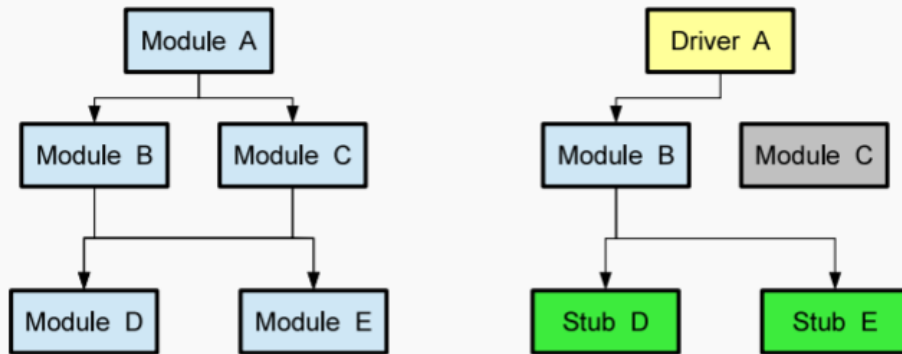 Module A
Driver A
Module B
Module C
Module B
Module C
Module D
Module E
Stub D
Stub E